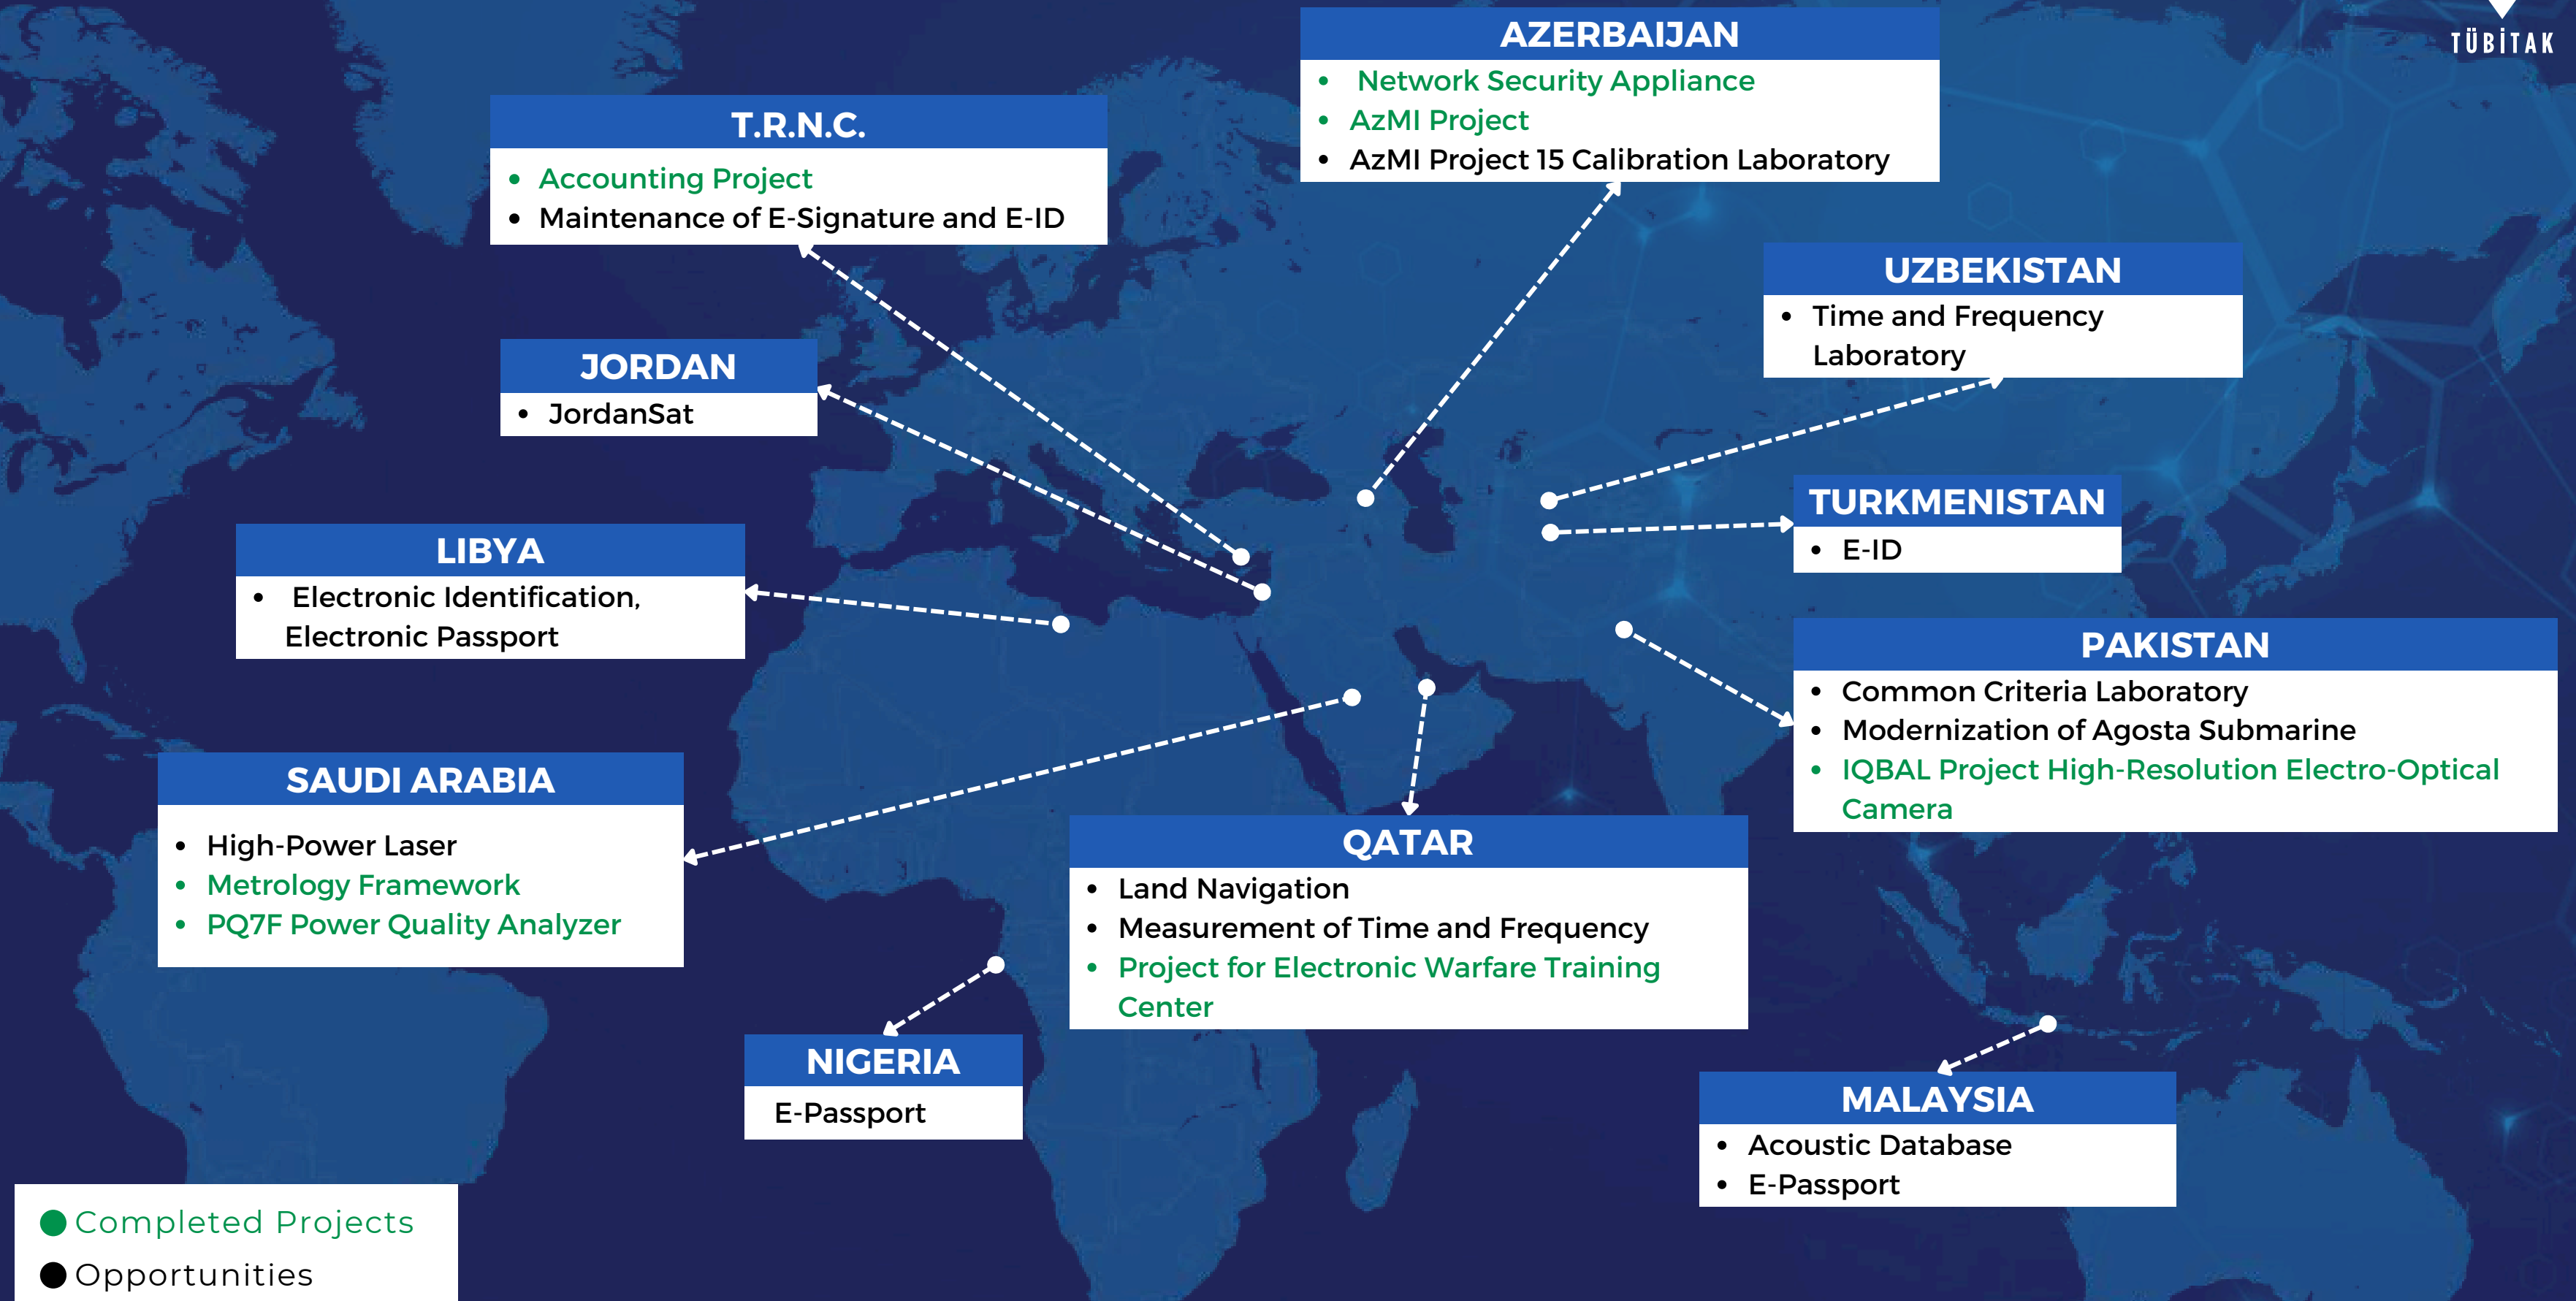 TÜBİTAK
AZERBAIJAN
• Network Security Appliance
• AzMI Project
• AzMI Project 15 Calibration Laboratory
T.R.N.C.
• Accounting Project
• Maintenance of E-Signature and E-ID
UZBEKISTAN
• Time and Frequency
Laboratory
JORDAN
• JordanSat
TURKMENISTAN
• E-ID
LIBYA
• Electronic Identification,
Electronic Passport
PAKISTAN
• Common Criteria Laboratory
• Modernization of Agosta Submarine
• IQBAL Project High-Resolution Electro-Optical
Camera
SAUDI ARABIA
• High-Power Laser
• Metrology Framework
• PQ7F Power Quality Analyzer
QATAR
• Land Navigation
• Measurement of Time and Frequency
• Project for Electronic Warfare Training
Center
NIGERIA
E-Passport
MALAYSIA
• Acoustic Database
• E-Passport
Completed Projects
Opportunities